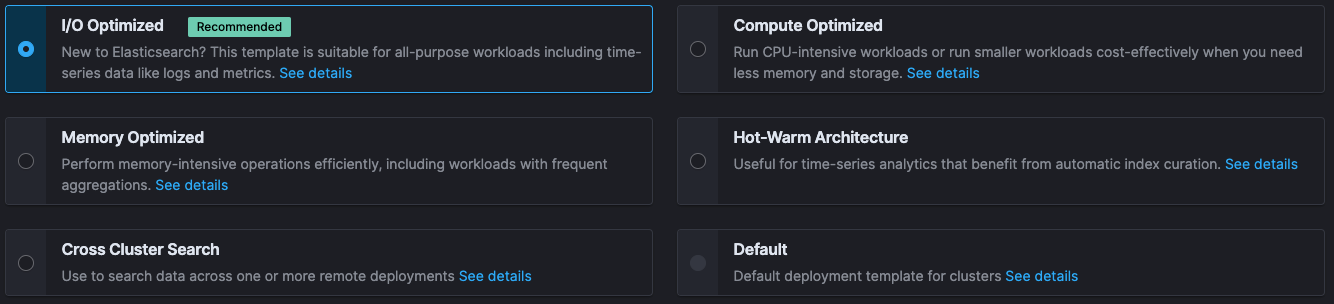 I/O Optimized Recommended
New to Elasticsearch? This template is suitable for all-purpose workloads including time-
series data like logs and metrics. See details
Compute Optimized
Run CPU-intensive workloads or run smaller workloads cost-effectively when you need
less memory and storage. See details
Memory Optimized
Perform memory-intensive operations efficiently, including workloads with frequent
aggregations. See details
Hot-Warm Architecture
Useful for time-series analytics that benefit from automatic index curation. See details
Cross Cluster Search
Use to search data across one or more remote deployments See details
Default
Default deployment template for clusters See details